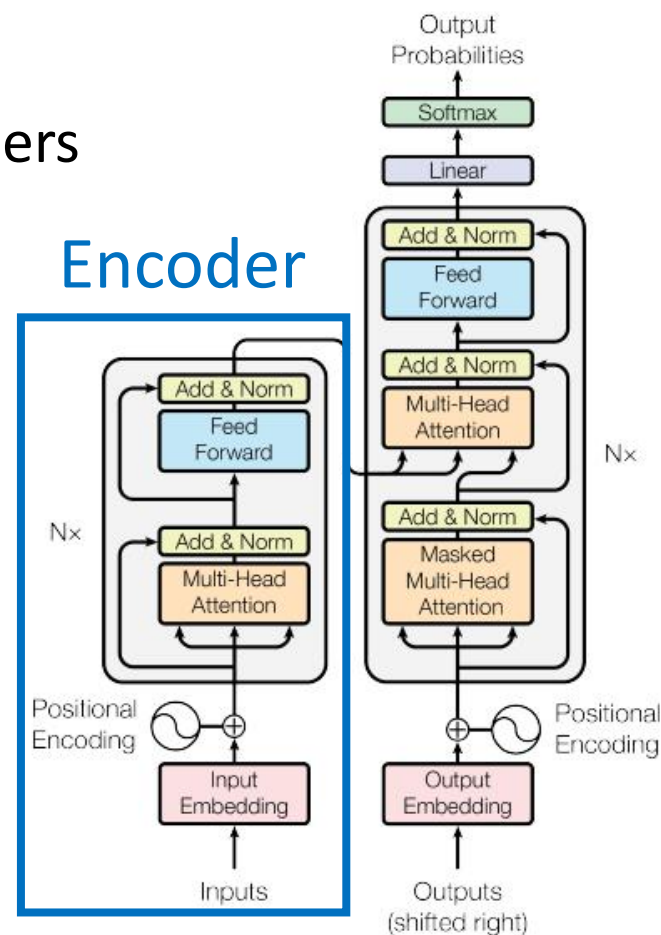 Output
Probabilities
Softmax
ers
Linear
Encoder
Add & Norm
Feed
Forward
Add & Norm
Multi-Head
Attention
Nx
Add & Norm
Masked
Multi-Head
Attention
Positional
Encoding
Output
Embedding
Outputs
(shifted right)
Add & Norm
Feed
Forward
Nx
Add & Norm
Multi-Head
Attention
Positional
Encoding
Input
Embedding
Inputs